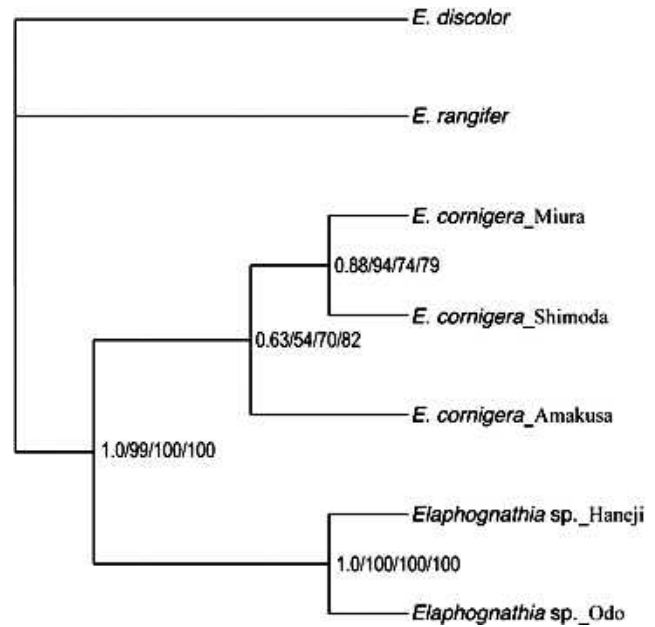 E. discolor
E. rangifer
E. cornigera_Miura
0.88/94/74/79
E. cornigera_Shimoda
0.63/54/70/82
E. cornigera_Amakusa
1.0/99/100/100
Elaphognathia sp._Haneji
1.0/100/100/100
Elaphognathia sp._Odo